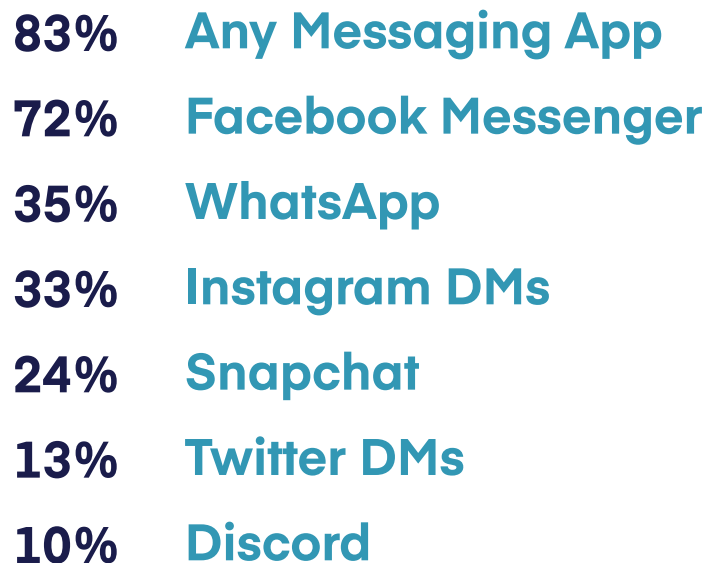 83% Any Messaging App
72% Facebook Messenger
35% WhatsApp
33% Instagram DMs
24% Snapchat
13% Twitter DMs
10% Discord